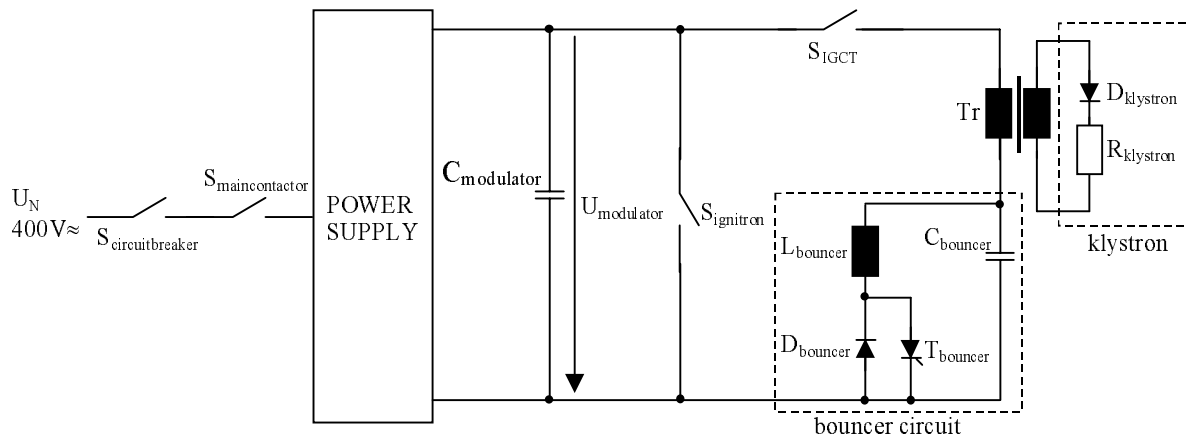 S_IGCT
D_klystron
Tr
R_klystron
C_modulator
S_maincontactor
U_N
400V≈
POWER
SUPPLY
U_modulator
S_ignitron
S_circuitbreaker
L_bouncer
C_bouncer
klystron
D_bouncer
T_bouncer
bouncer circuit